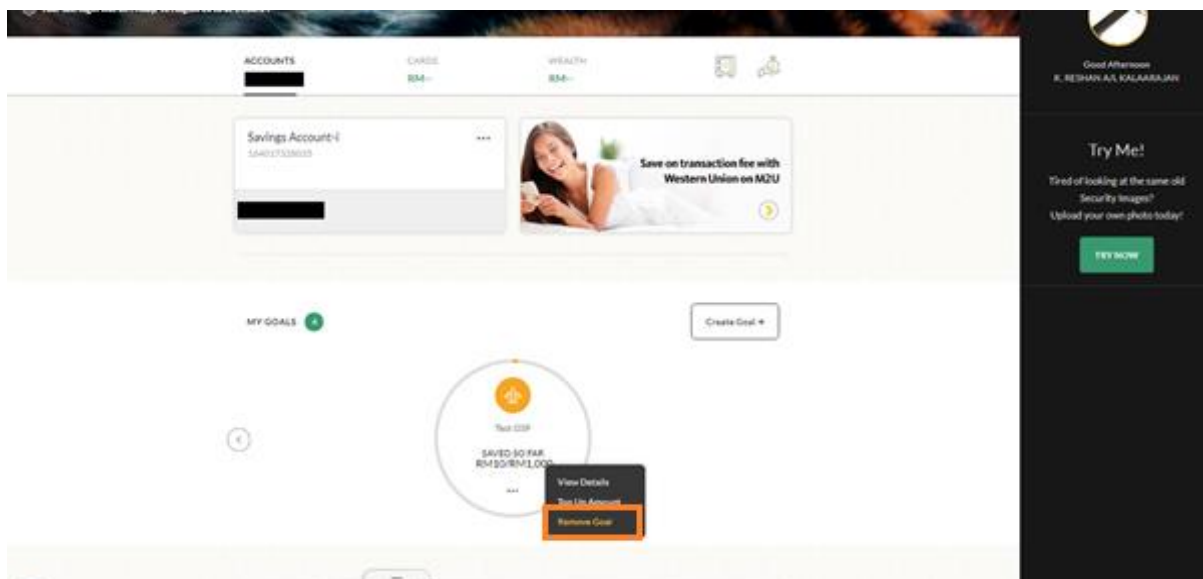 ACCOUNTS
CARDS
WEALTH
RM--
RM--
Good Afternoon
K. RESHAN A/L KALAARAJAN
Savings Account-i
Save on transaction fee with
Western Union on M2U
Try Me!
Tired of looking at the same old
Security Images?
Upload your own photo today!
TRY NOW
MY GOALS 4
Create Goal +
Test GSF
SAVED SO FAR
RM10/RM1,000
View Details
Top Up Amount
Remove Goal